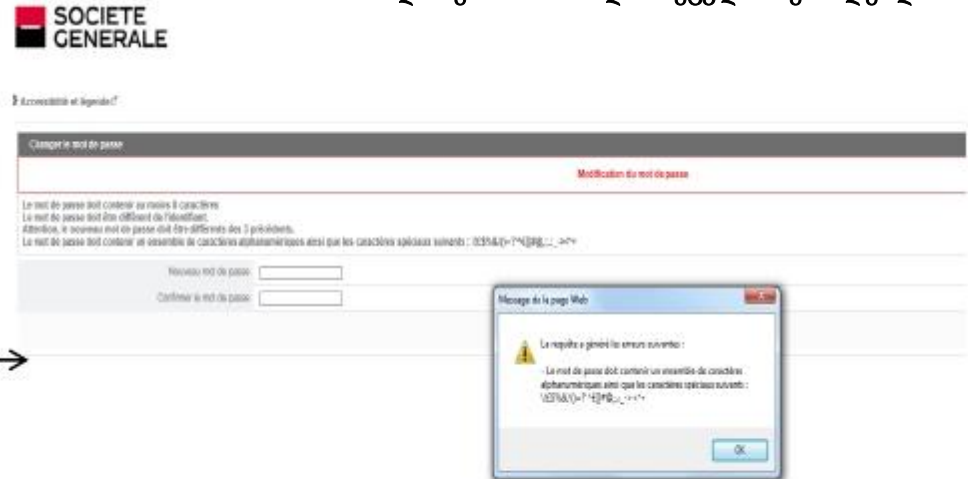 SOCIETE
GENERALE
Accessibilité et légende
Changer le mot de passe
Modification du mot de passe
Le mot de passe doit contenir au moins 8 caractères
Le mot de passe doit être différent de l'identifiant.
Attention, le nouveau mot de passe doit être différents des 3 précédents.
Le mot de passe doit contenir un ensemble de caractères alphanumériques ainsi que les caractères spéciaux suivants :
Nouveau mot de passe
Confirmer le mot de passe
Message de la page Web
La requête a généré les erreurs suivantes :
- Le mot de passe doit contenir un ensemble de caractères
alphanumériques ainsi que les caractères spéciaux suivants :
OK